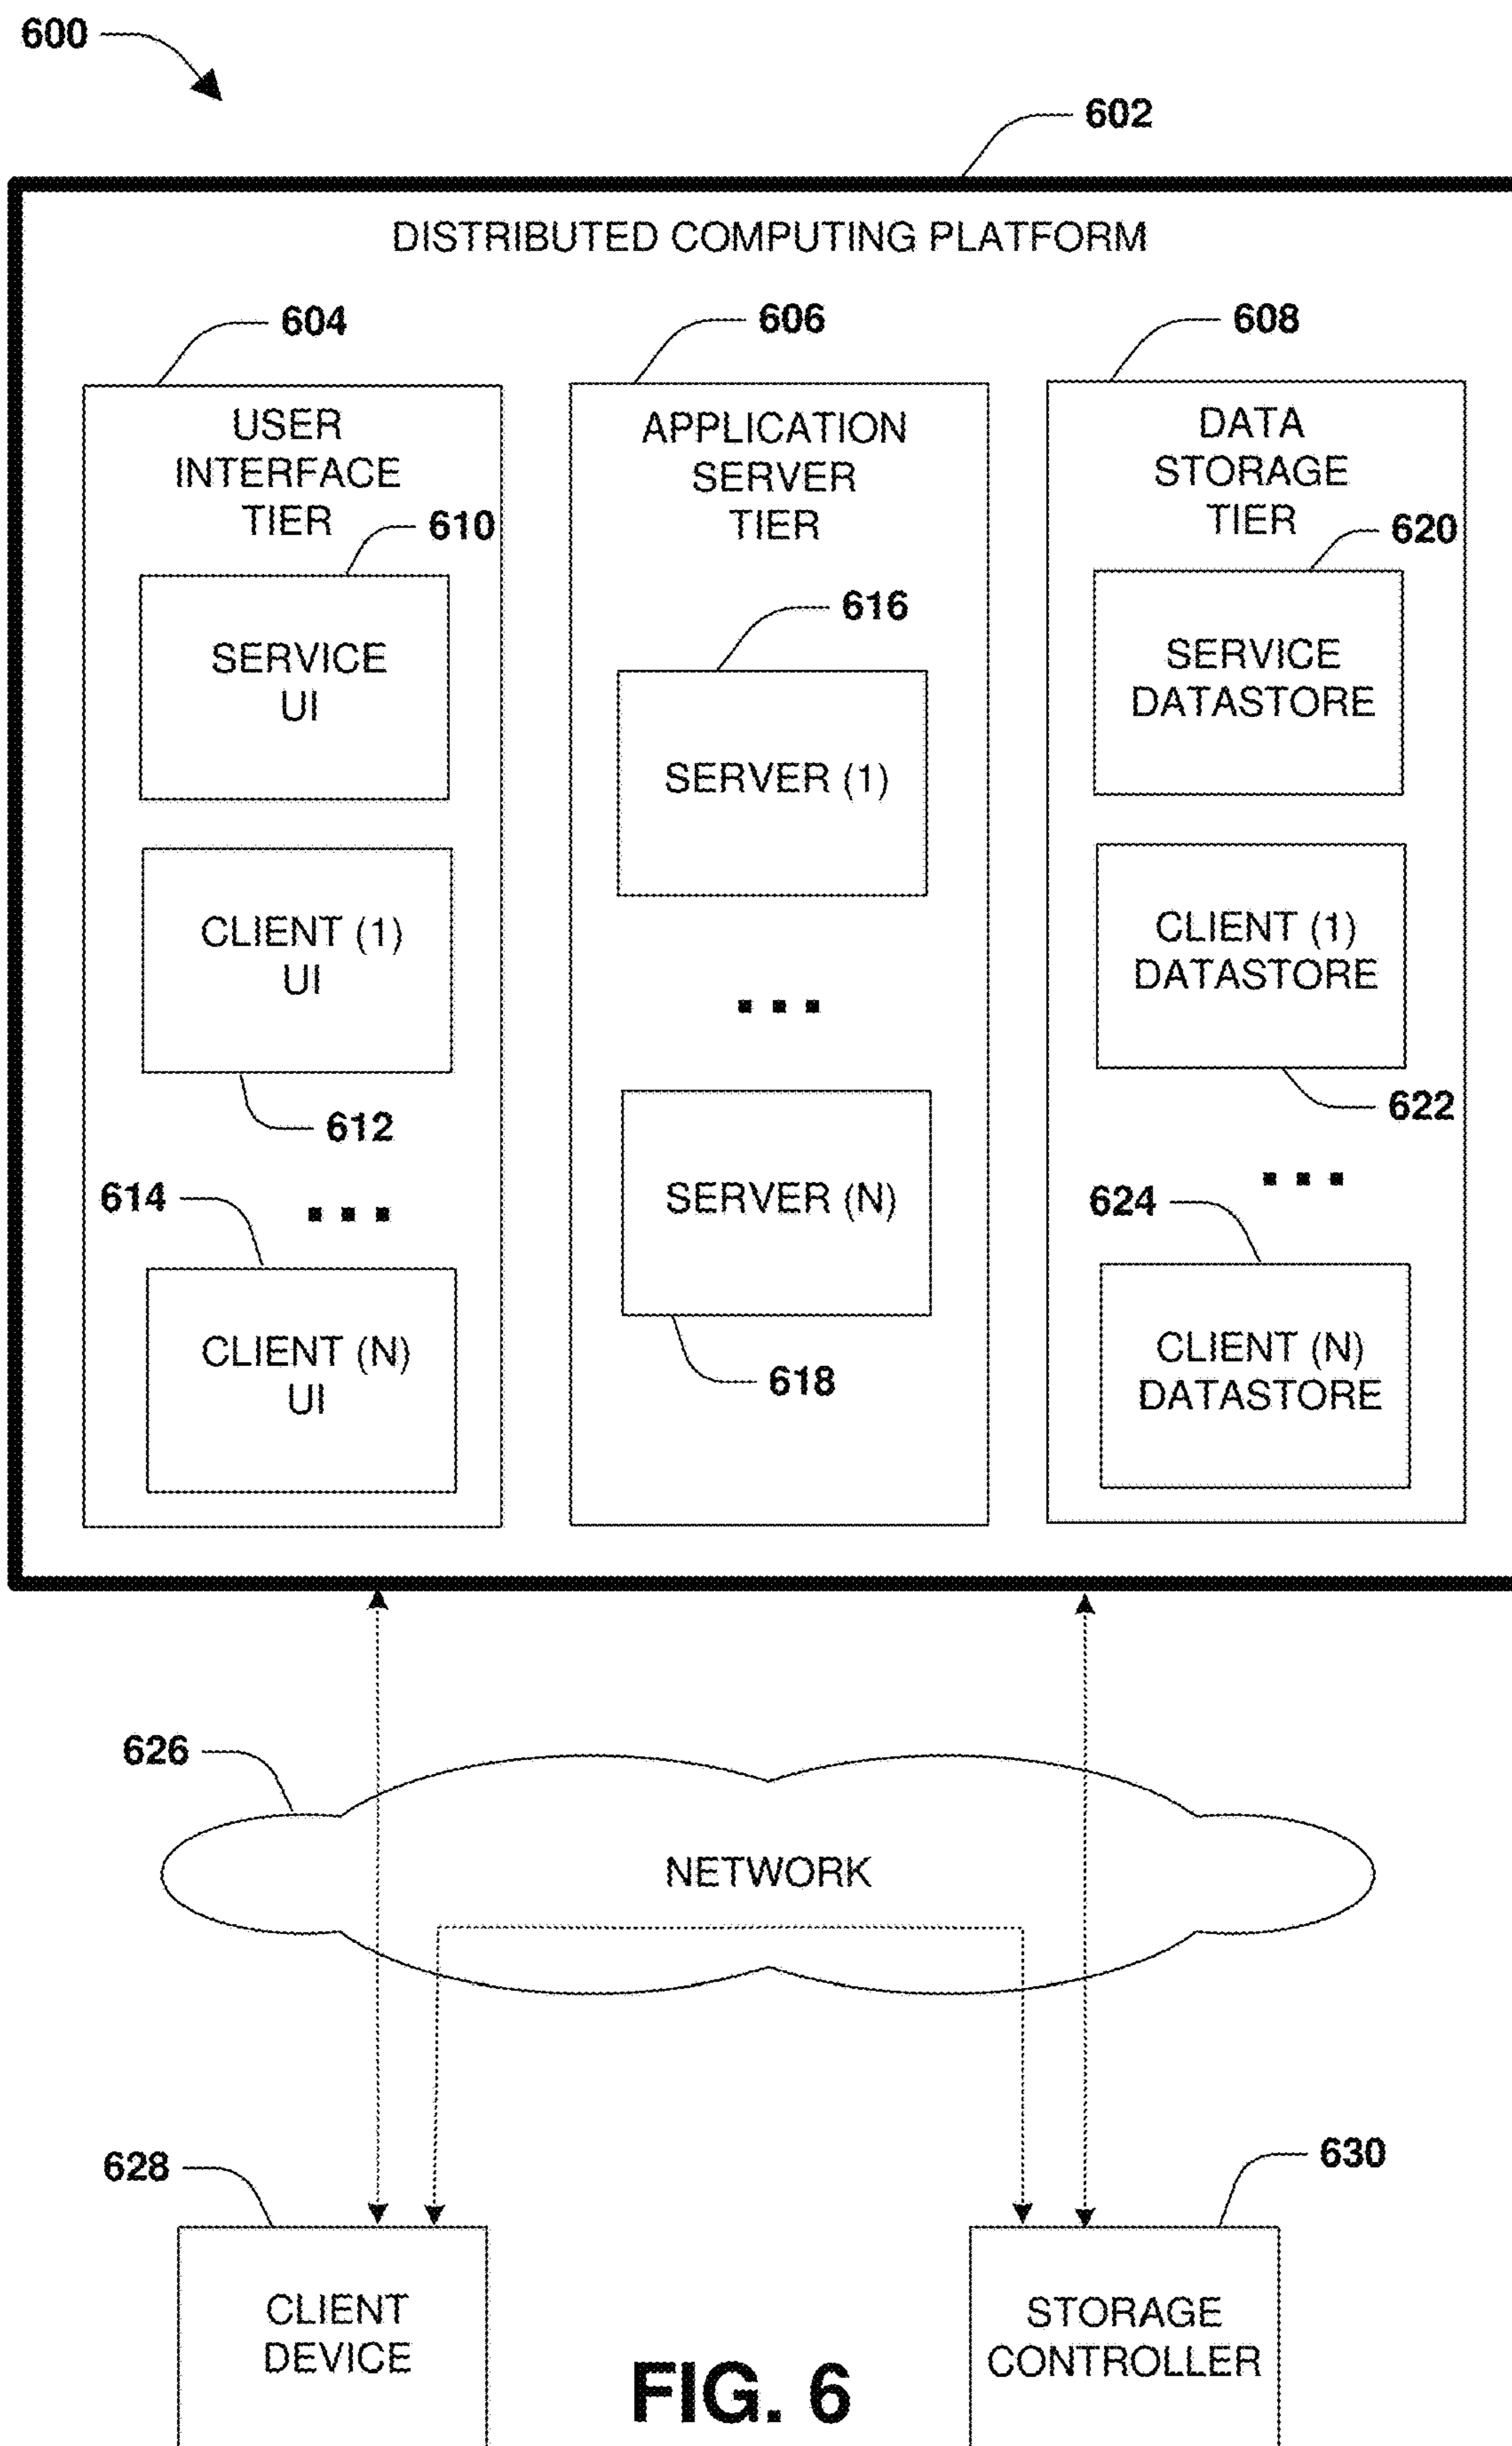 600
602
DISTRIBUTED COMPUTING PLATFORM
604
606
608
USER
INTERFACE
TIER
610
SERVICE
UI
CLIENT (1)
UI
612
614
...
CLIENT (N)
UI
APPLICATION
SERVER
TIER
616
SERVER (1)
...
SERVER (N)
618
DATA
STORAGE
TIER
620
SERVICE
DATASTORE
CLIENT (1)
DATASTORE
622
...
624
CLIENT (N)
DATASTORE
626
NETWORK
628
630
CLIENT
DEVICE
STORAGE
CONTROLLER
FIG. 6